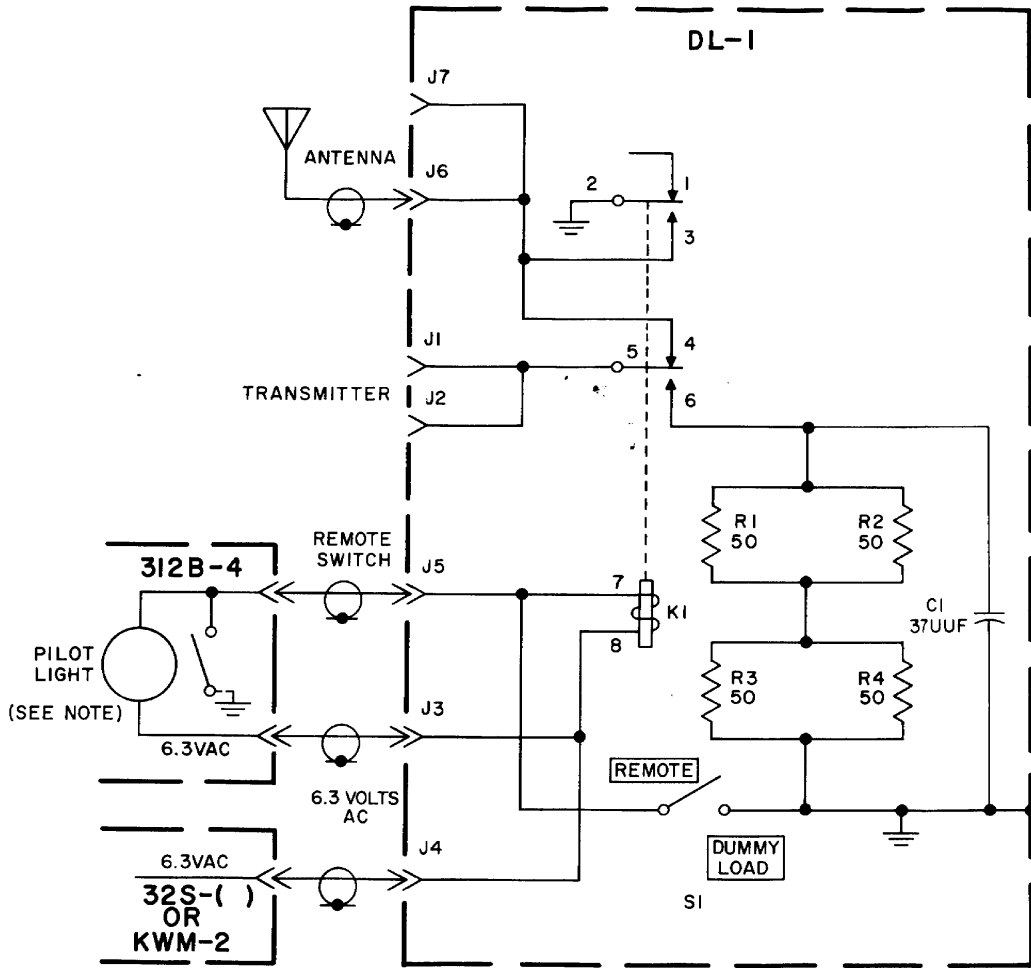 DL-1
J7
ANTENNA
J6
2
1
3
J1
5
4
TRANSMITTER
J2
6
R1
50
R2
50
REMOTE
SWITCH
312B-4
J5
7
K1
8
C1
37UUF
PILOT
LIGHT
(SEE NOTE)
R3
50
R4
50
J3
6.3VAC
REMOTE
6.3 VOLTS
AC
J4
DUMMY
LOAD
6.3VAC
S1
32S-( )
OR
KWM-2